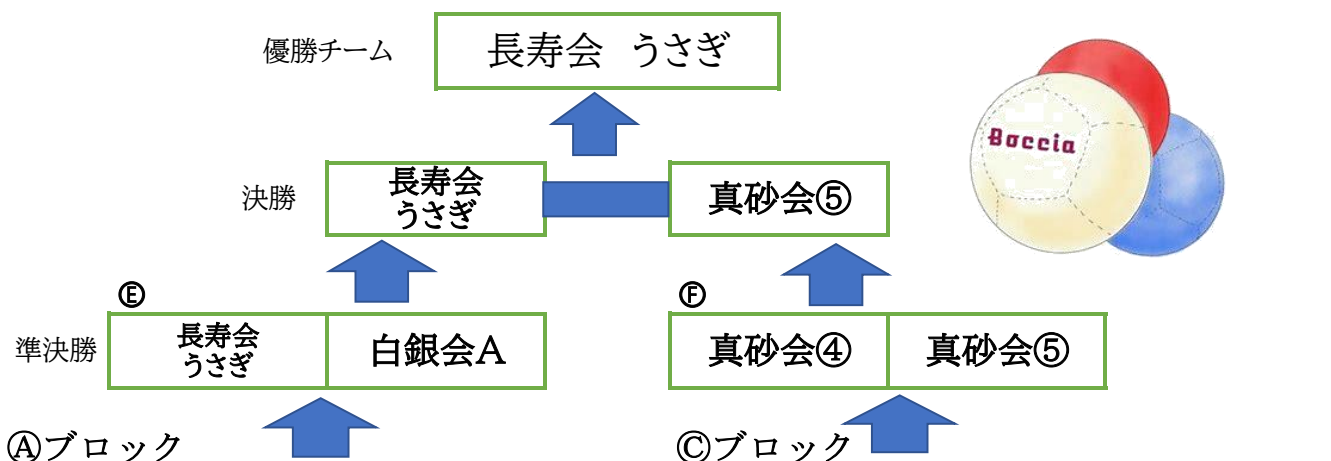 優勝チーム
長寿会　うさぎ
Boccia
決勝
長寿会
うさぎ
真砂会⑤
Ⓔ
Ⓕ
準決勝
長寿会
うさぎ
白銀会A
真砂会④
真砂会⑤
Ⓐブロック
Ⓒブロック